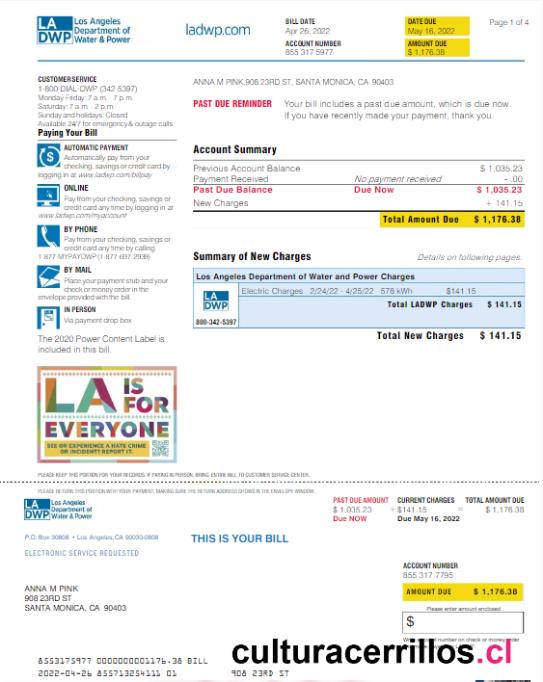 LA DWP Los Angeles Department of Water & Power
ladwp.com
BILL DATE
Apr 26, 2022
ACCOUNT NUMBER
855 317 5977
DATE DUE
May 16, 2022
AMOUNT DUE
$ 1,176.38
Page 1 of 4
CUSTOMER SERVICE
1-800-DIAL-DWP (342-5397)
Monday-Friday: 7 a.m. - 7 p.m.
Saturday: 7 a.m. - 2 p.m.
Sunday and holidays: Closed
Available 24/7 for emergency & outage calls
Paying Your Bill
AUTOMATIC PAYMENT
Automatically pay from your
checking, savings or credit card by
logging in at www.ladwp.com/billpay
ONLINE
Pay from your checking, savings or
credit card any time by logging in at
www.ladwp.com/myaccount
BY PHONE
Pay from your checking, savings or
credit card any time by calling
1 877 MYPAYDWP (1 877 697-2939)
BY MAIL
Place your payment stub and your
check or money order in the
envelope provided with the bill.
IN PERSON
Via payment drop box
The 2020 Power Content Label is
included in this bill.
LA IS FOR EVERYONE
SEE OR EXPERIENCE A HATE CRIME
OR INCIDENT? REPORT IT.
ANNA M PINK,908 23RD ST, SANTA MONICA, CA 90403
PAST DUE REMINDER Your bill includes a past due amount, which is due now.
If you have recently made your payment, thank you.
Account Summary
Previous Account Balance $ 1,035.23
Payment Received No payment received - .00
Past Due Balance Due Now $ 1,035.23
New Charges + 141.15
Total Amount Due $ 1,176.38
Summary of New Charges Details on following pages.
Los Angeles Department of Water and Power Charges
LA DWP
800-342-5397
Electric Charges 2/24/22 - 4/25/22 578 kWh $141.15
Total LADWP Charges $ 141.15
Total New Charges $ 141.15
PLEASE KEEP THIS PORTION FOR YOUR RECORDS. IF PAYING IN PERSON, BRING ENTIRE BILL TO CUSTOMER SERVICE CENTER.
PLEASE RETURN THIS PORTION WITH YOUR PAYMENT, MAKING SURE THE RETURN ADDRESS SHOWS IN THE ENVELOPE WINDOW.
LA DWP Los Angeles Department of Water & Power
PAST DUE AMOUNT CURRENT CHARGES TOTAL AMOUNT DUE
$ 1,035.23 + $141.15 = $ 1,176.38
Due NOW Due May 16, 2022
P.O. Box 30808 • Los Angeles, CA 90030-0808
THIS IS YOUR BILL
ELECTRONIC SERVICE REQUESTED
ACCOUNT NUMBER
855 317 7795
AMOUNT DUE $ 1,176.38
Please enter amount enclosed
$
ANNA M PINK
908 23RD ST
SANTA MONICA, CA 90403
number on check or money order
culturacerrillos.cl
8553175977 000000001176.38 BILL
2022-04-26 855713254111 01 908 23RD ST